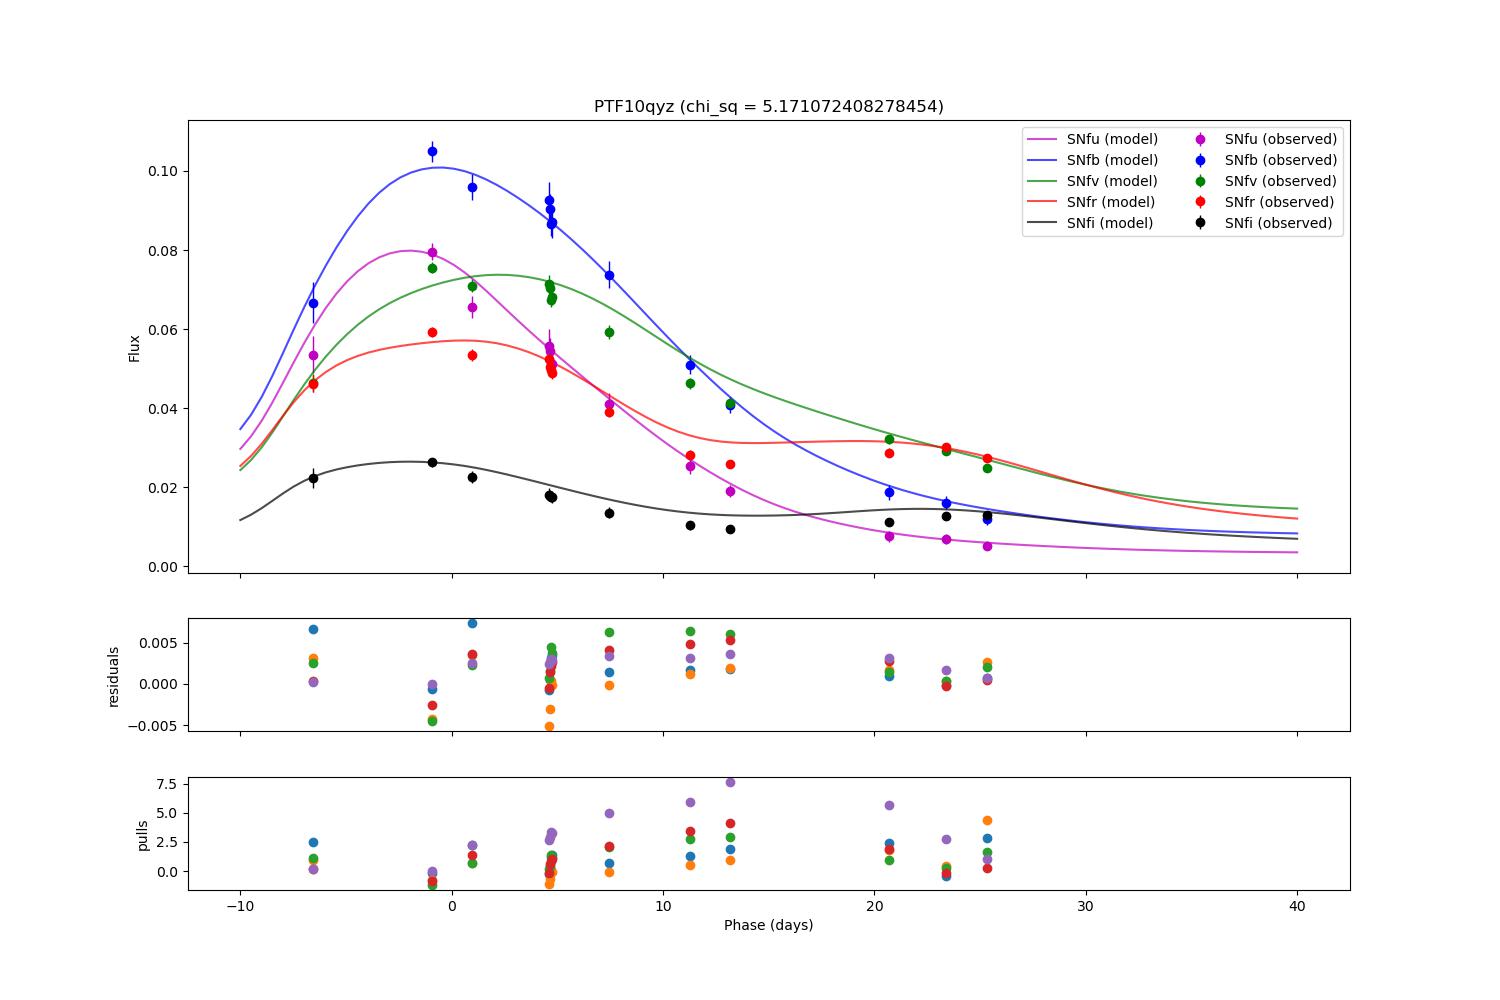 PTF10qyz (chi_sq = 5.171072408278454)
Flux
0.10
0.08
0.06
0.04
0.02
0.00
SNfu (model)
SNfb (model)
SNfv (model)
SNfr (model)
SNfi (model)
SNfu (observed)
SNfb (observed)
SNfv (observed)
SNfr (observed)
SNfi (observed)
residuals
0.005
0.000
−0.005
pulls
7.5
5.0
2.5
0.0
−10
0
10
20
30
40
Phase (days)